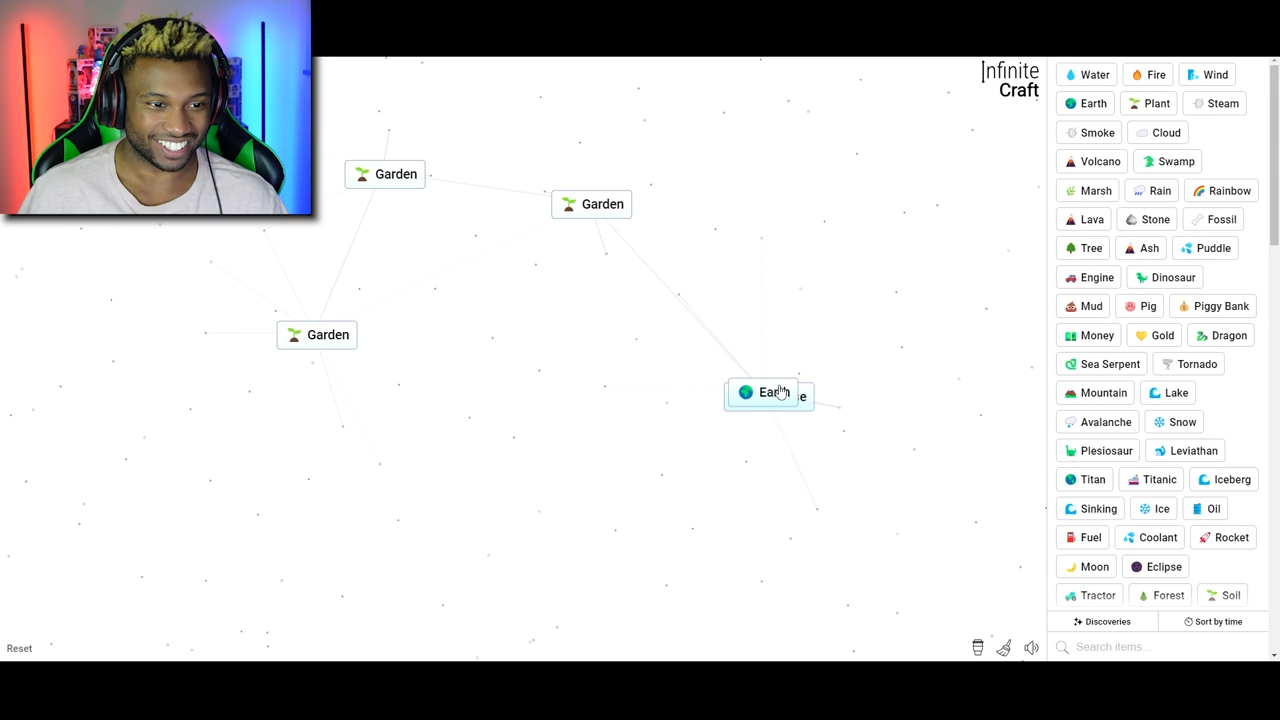 Infinite
Craft
Garden
Garden
Garden
Earth
Water Fire Wind
Earth Plant Steam
Smoke Cloud
Volcano Swamp
Marsh Rain Rainbow
Lava Stone Fossil
Tree Ash Puddle
Engine Dinosaur
Mud Pig Piggy Bank
Money Gold Dragon
Sea Serpent Tornado
Mountain Lake
Avalanche Snow
Plesiosaur Leviathan
Titan Titanic Iceberg
Sinking Ice Oil
Fuel Coolant Rocket
Moon Eclipse
Tractor Forest Soil
Discoveries Sort by time
Search items...
Reset